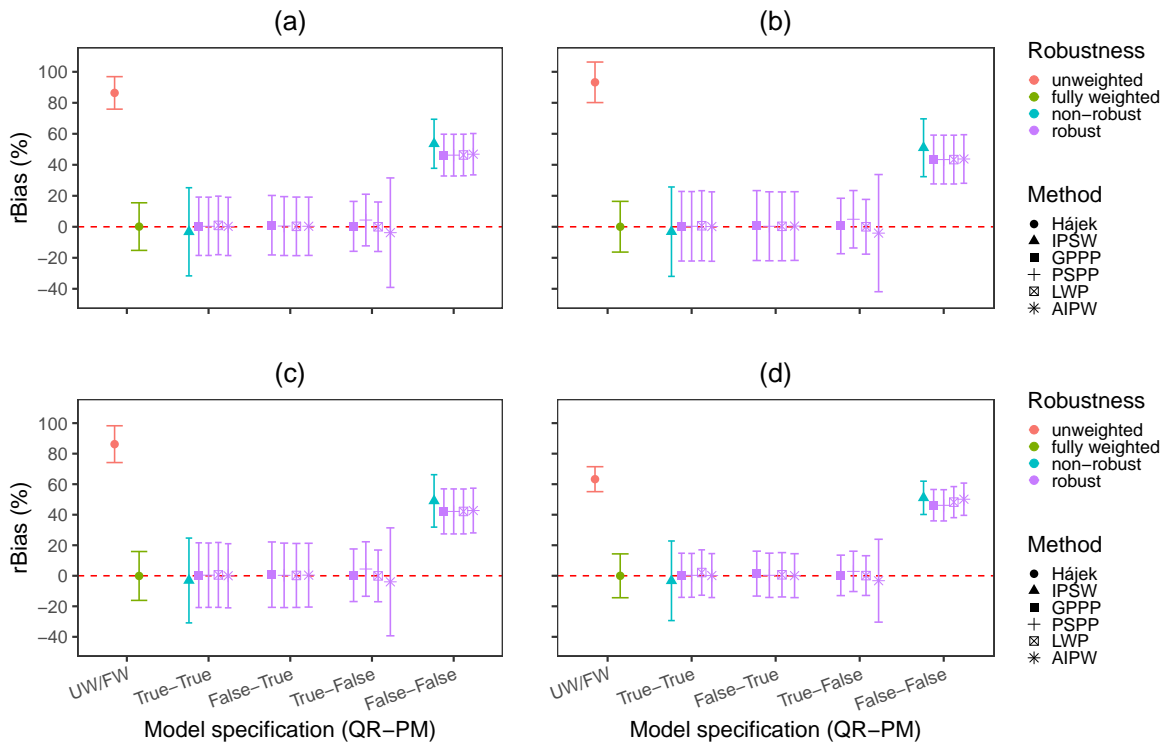 (a)
(b)
rBias (%)
100
80
60
40
20
0
−20
−40
Robustness
unweighted
fully weighted
non−robust
robust
Method
Hájek
IPSW
GPPP
PSPP
LWP
AIPW
(c)
(d)
rBias (%)
100
80
60
40
20
0
−20
−40
UW/FW
True−True
False−True
True−False
False−False
Model specification (QR−PM)
UW/FW
True−True
False−True
True−False
False−False
Model specification (QR−PM)
Robustness
unweighted
fully weighted
non−robust
robust
Method
Hájek
IPSW
GPPP
PSPP
LWP
AIPW